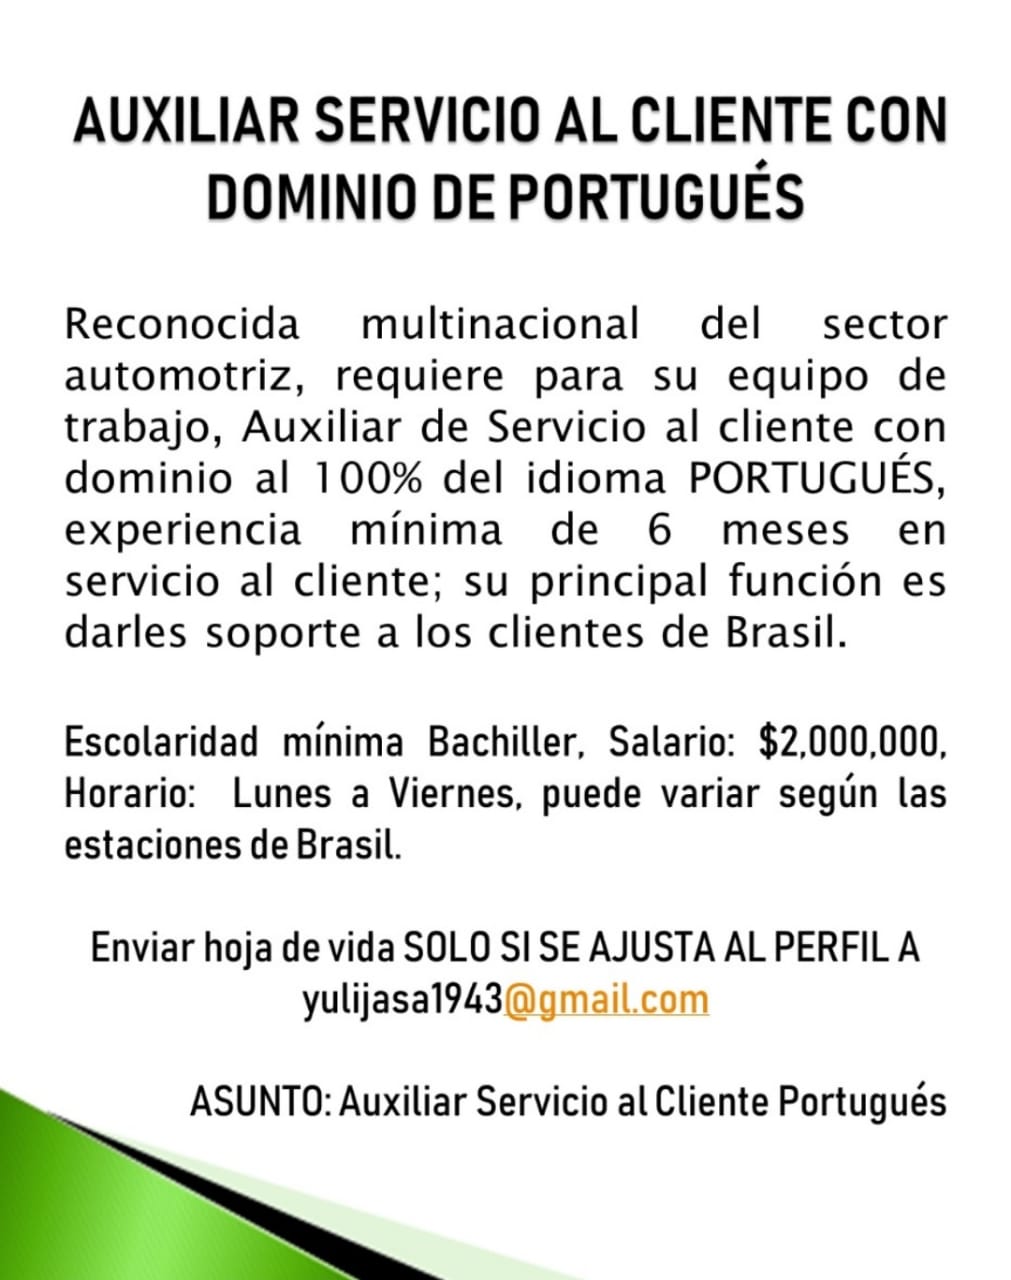 AUXILIAR SERVICIO AL CLIENTE CON
DOMINIO DE PORTUGUÉS
Reconocida multinacional del sector
automotriz, requiere para su equipo de
trabajo, Auxiliar de Servicio al cliente con
dominio al 100% del idioma PORTUGUÉS,
experiencia mínima de 6 meses en
servicio al cliente; su principal función es
darles soporte a los clientes de Brasil.
Escolaridad mínima Bachiller, Salario: $2,000,000,
Horario: Lunes a Viernes, puede variar según las
estaciones de Brasil.
Enviar hoja de vida SOLO SI SE AJUSTA AL PERFIL A
yulijasa1943@gmail.com
ASUNTO: Auxiliar Servicio al Cliente Portugués